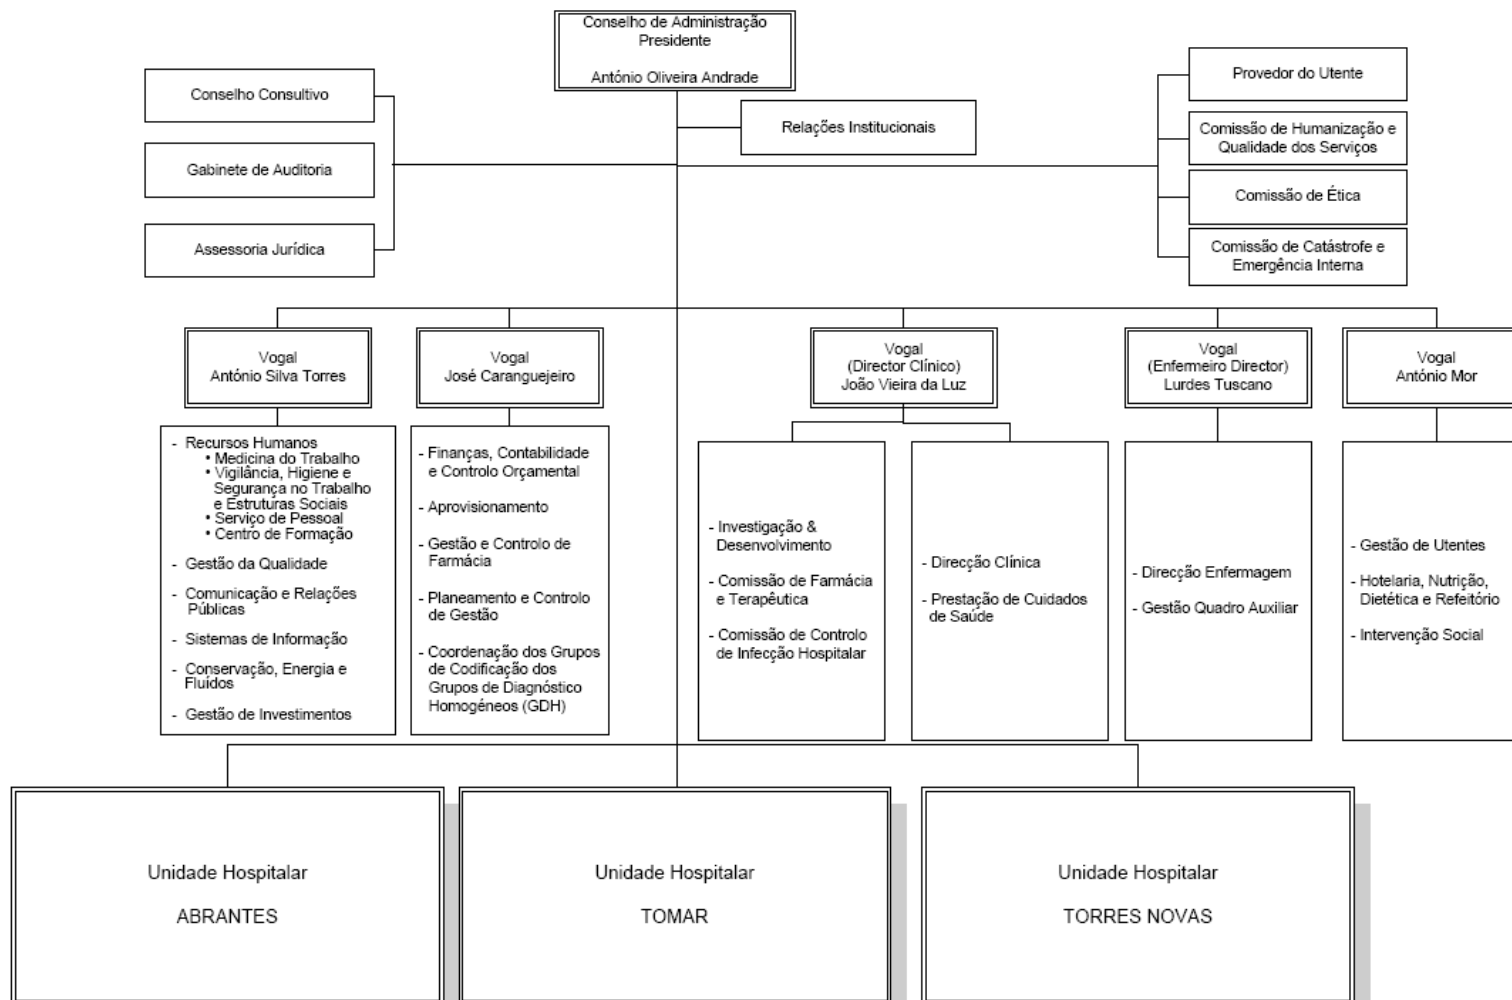 Conselho de Administração
Presidente
António Oliveira Andrade
Conselho Consultivo
Gabinete de Auditoria
Assessoria Jurídica
Relações Institucionais
Provedor do Utente
Comissão de Humanização e
Qualidade dos Serviços
Comissão de Ética
Comissão de Catástrofe e
Emergência Interna
Vogal
António Silva Torres
- Recursos Humanos
• Medicina do Trabalho
• Vigilância, Higiene e
Segurança no Trabalho
e Estruturas Sociais
• Serviço de Pessoal
• Centro de Formação
- Gestão da Qualidade
- Comunicação e Relações
Públicas
- Sistemas de Informação
- Conservação, Energia e
Fluídos
- Gestão de Investimentos
Vogal
José Caranguejeiro
- Finanças, Contabilidade
e Controlo Orçamental
- Aprovisionamento
- Gestão e Controlo de
Farmácia
- Planeamento e Controlo
de Gestão
- Coordenação dos Grupos
de Codificação dos
Grupos de Diagnóstico
Homogéneos (GDH)
Vogal
(Director Clínico)
João Vieira da Luz
- Investigação &
Desenvolvimento
- Comissão de Farmácia
e Terapêutica
- Comissão de Controlo
de Infecção Hospitalar
- Direcção Clínica
- Prestação de Cuidados
de Saúde
Vogal
(Enfermeiro Director)
Lurdes Tuscano
- Direcção Enfermagem
- Gestão Quadro Auxiliar
Vogal
António Mor
- Gestão de Utentes
- Hotelaria, Nutrição,
Dietética e Refeitório
- Intervenção Social
Unidade Hospitalar
ABRANTES
Unidade Hospitalar
TOMAR
Unidade Hospitalar
TORRES NOVAS